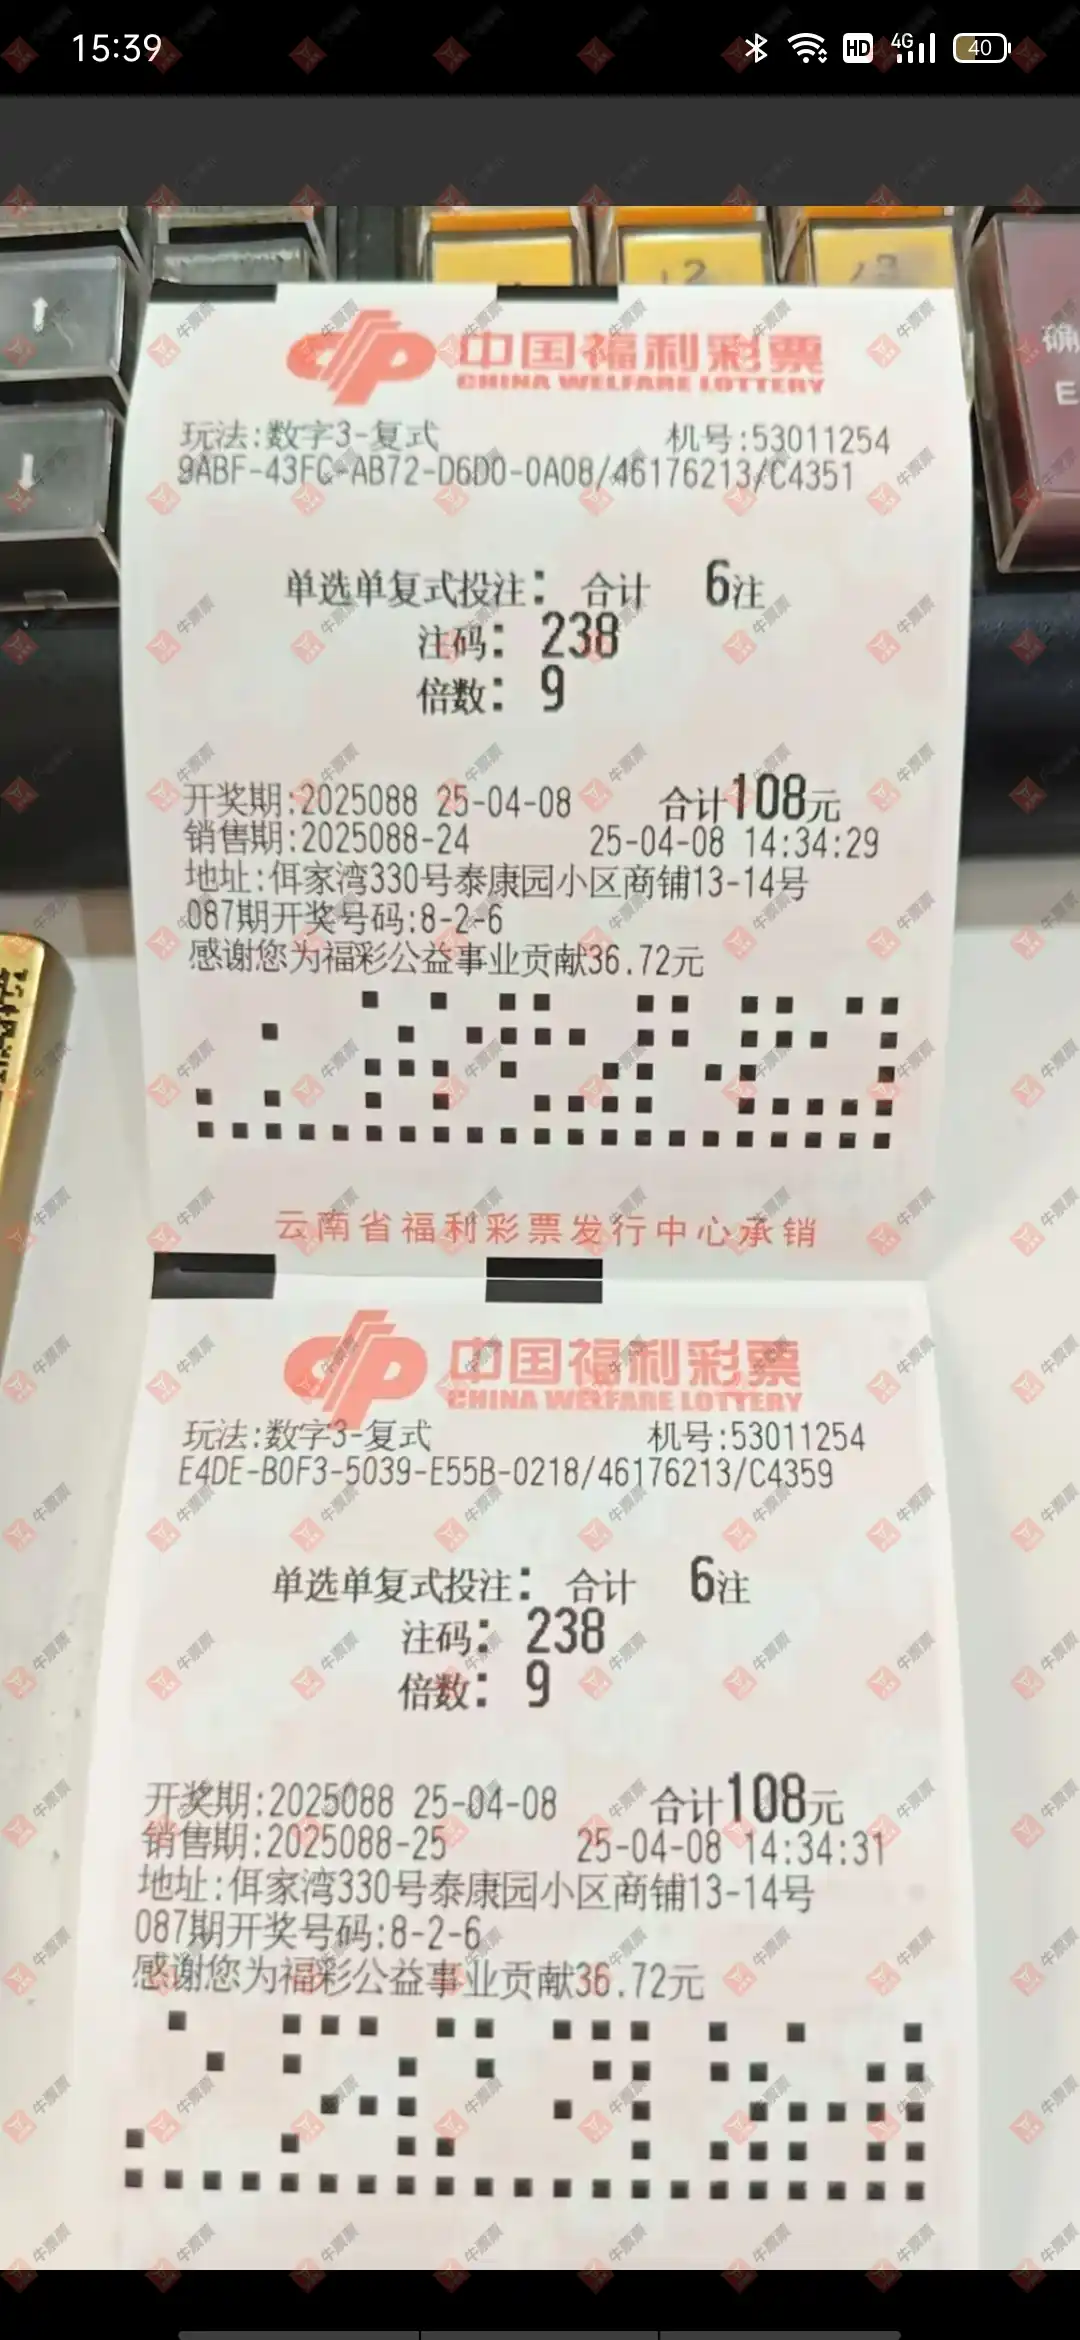 15:39
HD 4G 40
12
13
确
E
中国福利彩票
CHINA WELFARE LOTTERY
玩法:数字3-复式 机号:53011254
9ABF-43FC-AB72-D6D0-0A08/46176213/C4351
单选单复式投注: 合计 6注
注码: 238
倍数: 9
开奖期:2025088 25-04-08 合计108元
销售期:2025088-24 25-04-08 14:34:29
地址:佴家湾330号泰康园小区商铺13-14号
087期开奖号码:8-2-6
感谢您为福彩公益事业贡献36.72元
云南省福利彩票发行中心承销
中国福利彩票
CHINA WELFARE LOTTERY
玩法:数字3-复式 机号:53011254
E4DE-B0F3-5039-E55B-0218/46176213/C4359
单选单复式投注: 合计 6注
注码: 238
倍数: 9
开奖期:2025088 25-04-08 合计108元
销售期:2025088-25 25-04-08 14:34:31
地址:佴家湾330号泰康园小区商铺13-14号
087期开奖号码:8-2-6
感谢您为福彩公益事业贡献36.72元
牛票票